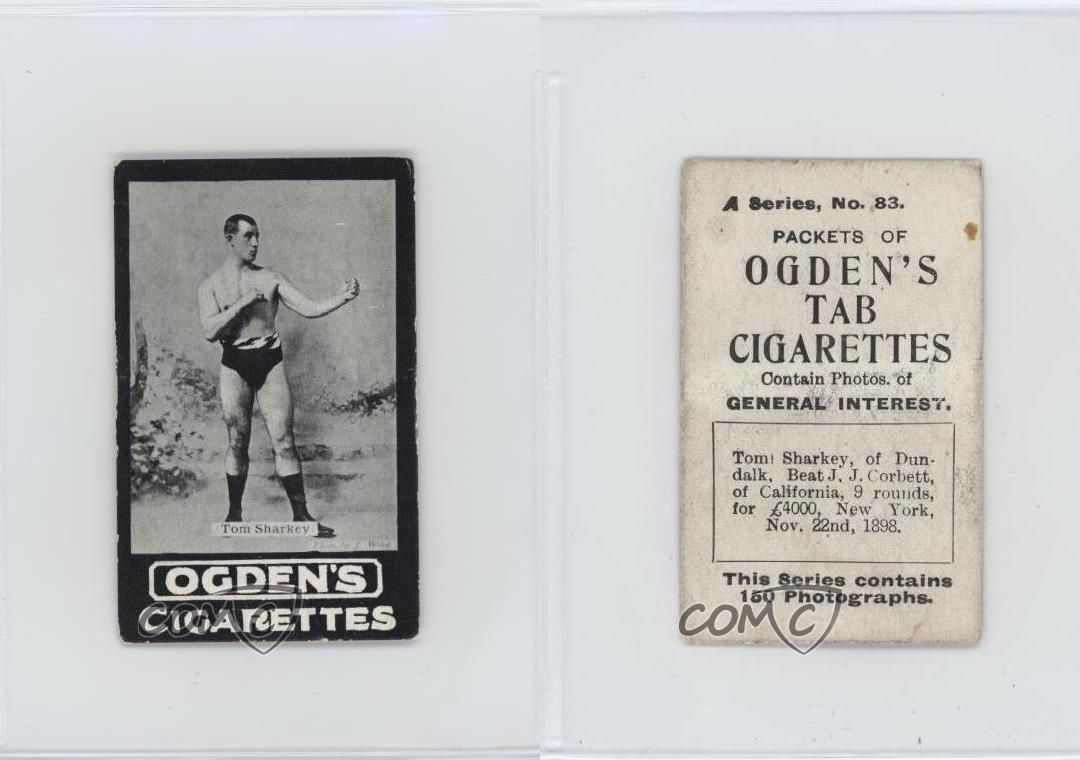 Tom Sharkey
OGDEN'S
CIGARETTES
COMC
A Series, No. 83.
PACKETS OF
OGDEN'S
TAB
CIGARETTES
Contain Photos. of
GENERAL INTEREST.
Tom Sharkey, of Dun-
dalk, Beat J. J. Corbett,
of California, 9 rounds,
for £4000, New York,
Nov. 22nd, 1898.
This Series contains
150 Photographs.
COMC